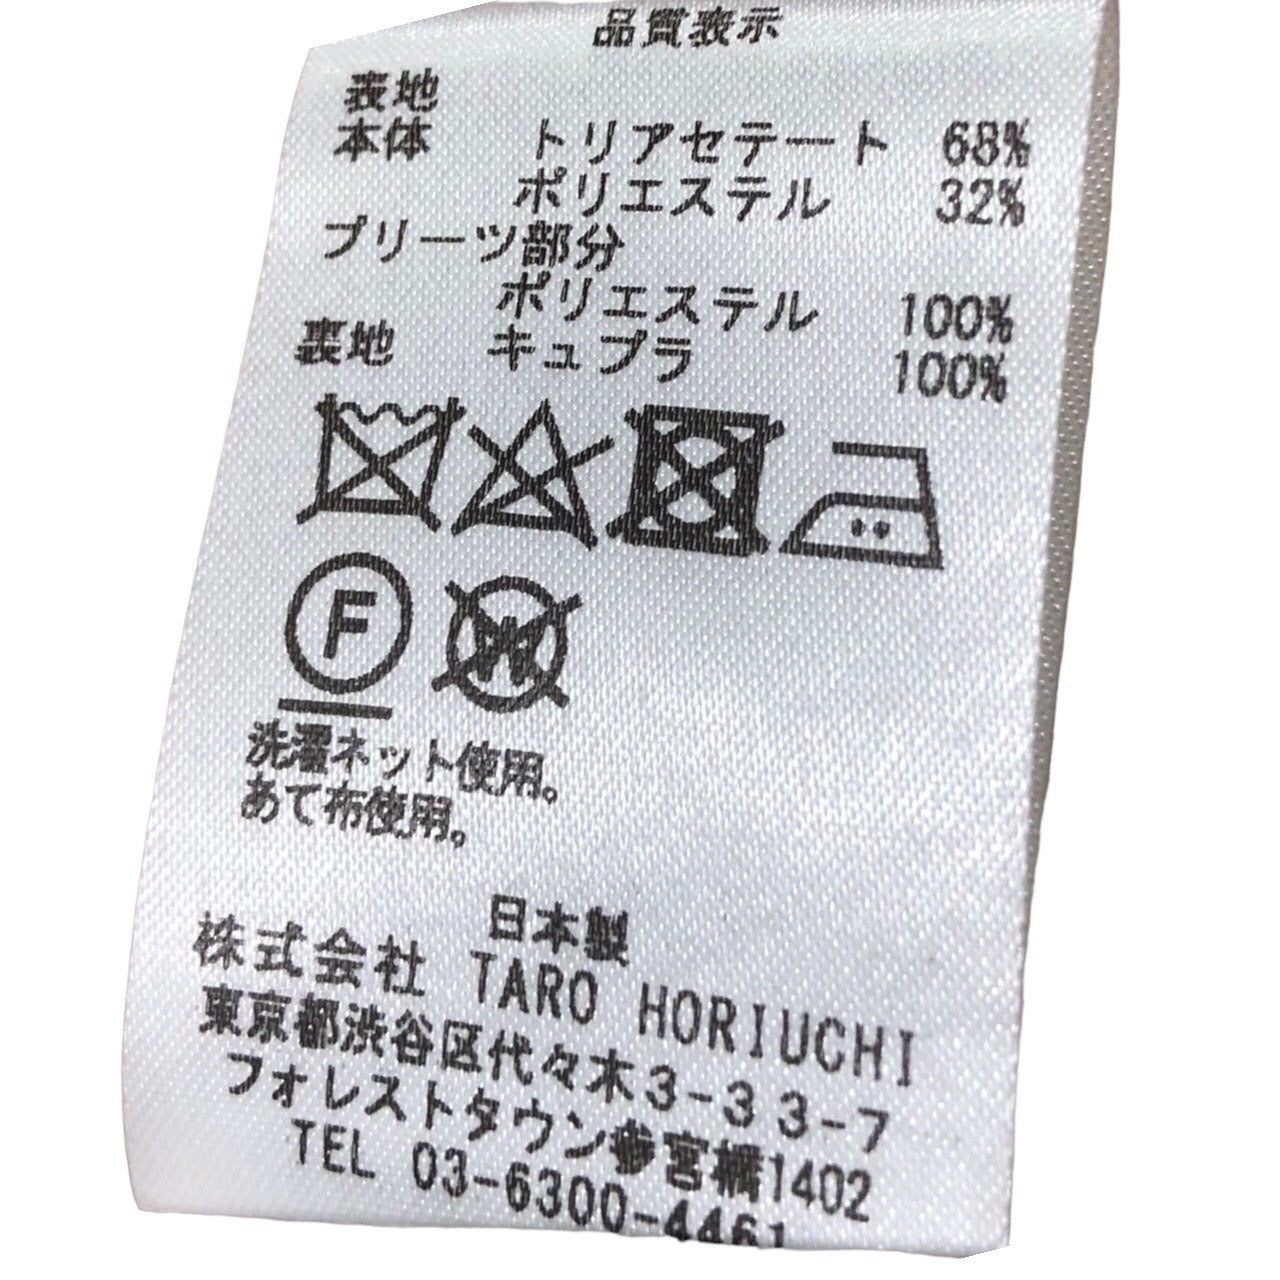 品質表示
表地
本体 トリアセテート 68%
ポリエステル 32%
プリーツ部分
ポリエステル 100%
裏地 キュプラ 100%
F
W
洗濯ネット使用。
あて布使用。
日本製
株式会社 TARO HORIUCHI
東京都渋谷区代々木3-33-7
フォレストタウン参宮橋1402
TEL 03-6300-4461